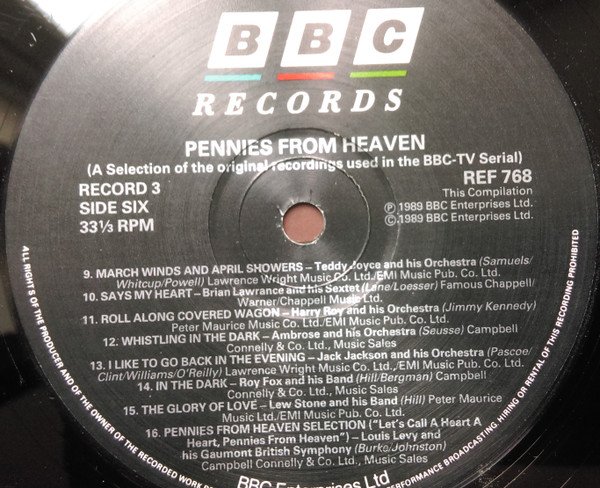 BBC
RECORDS
PENNIES FROM HEAVEN
(A Selection of the original recordings used in the BBC-TV Serial)
RECORD 3
SIDE SIX
33⅓ RPM
REF 768
This Compilation
Ⓟ1989 BBC Enterprises Ltd.
©1989 BBC Enterprises Ltd.
9. MARCH WINDS AND APRIL SHOWERS – Teddy Joyce and his Orchestra (Samuels/
Whitcup/Powell) Lawrence Wright Music Co. Ltd./EMI Music Pub. Co. Ltd.
10. SAYS MY HEART – Brian Lawrance and his Sextet (Lane/Loesser) Famous Chappell/
Warner/Chappell Music Ltd.
11. ROLL ALONG COVERED WAGON – Harry Roy and his Orchestra (Jimmy Kennedy)
Peter Maurice Music Co. Ltd./EMI Music Pub. Co. Ltd.
12. WHISTLING IN THE DARK – Ambrose and his Orchestra (Seusse) Campbell
Connelly & Co. Ltd., Music Sales
13. I LIKE TO GO BACK IN THE EVENING – Jack Jackson and his Orchestra (Pascoe/
Clint/Williams/O'Reilly) Lawrence Wright Music Co. Ltd./EMI Music Pub. Co. Ltd.
14. IN THE DARK – Roy Fox and his Band (Hill/Bergman) Campbell
Connelly & Co. Ltd., Music Sales
15. THE GLORY OF LOVE – Lew Stone and his Band (Hill) Peter Maurice
Music Co. Ltd./EMI Music Pub. Co. Ltd.
16. PENNIES FROM HEAVEN SELECTION ("Let's Call A Heart A
Heart, Pennies From Heaven") – Louis Levy and
his Gaumont British Symphony (Burke/Johnston)
Campbell Connelly & Co. Ltd., Music Sales
BBC Enterprises Ltd
ALL RIGHTS OF THE PRODUCER AND OF THE OWNER OF THE RECORDED WORK
PERFORMANCE BROADCASTING HIRING OR RENTAL OF THIS RECORDING PROHIBITED